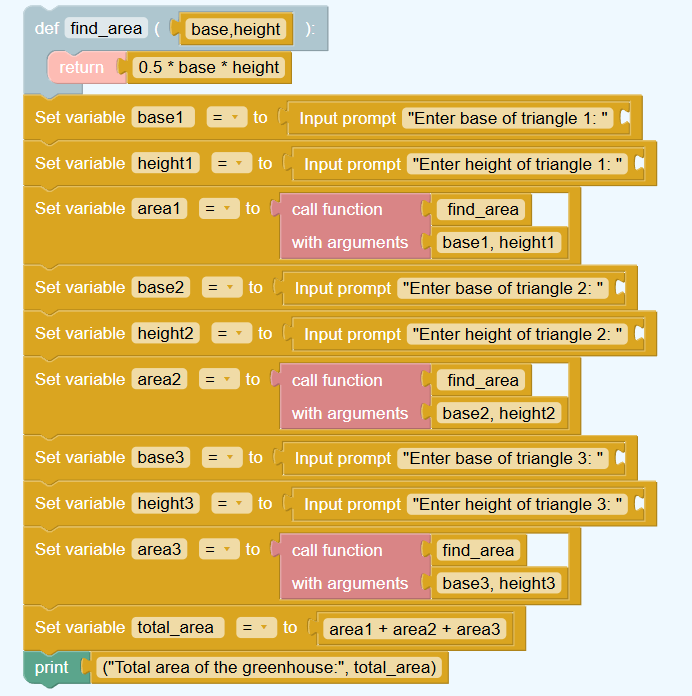 def find_area ( base,height ):
return 0.5 * base * height
Set variable base1 = to Input prompt "Enter base of triangle 1: "
Set variable height1 = to Input prompt "Enter height of triangle 1: "
Set variable area1 = to call function find_area
with arguments base1, height1
Set variable base2 = to Input prompt "Enter base of triangle 2: "
Set variable height2 = to Input prompt "Enter height of triangle 2: "
Set variable area2 = to call function find_area
with arguments base2, height2
Set variable base3 = to Input prompt "Enter base of triangle 3: "
Set variable height3 = to Input prompt "Enter height of triangle 3: "
Set variable area3 = to call function find_area
with arguments base3, height3
Set variable total_area = to area1 + area2 + area3
print ("Total area of the greenhouse:", total_area)